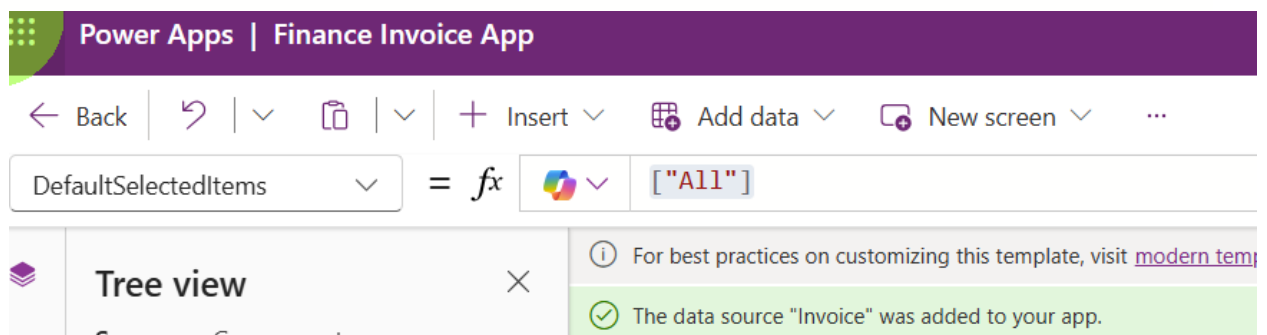 Power Apps | Finance Invoice App
Back Insert Add data New screen ...
DefaultSelectedItems = fx ["All"]
Tree view
For best practices on customizing this template, visit modern temp
The data source "Invoice" was added to your app.